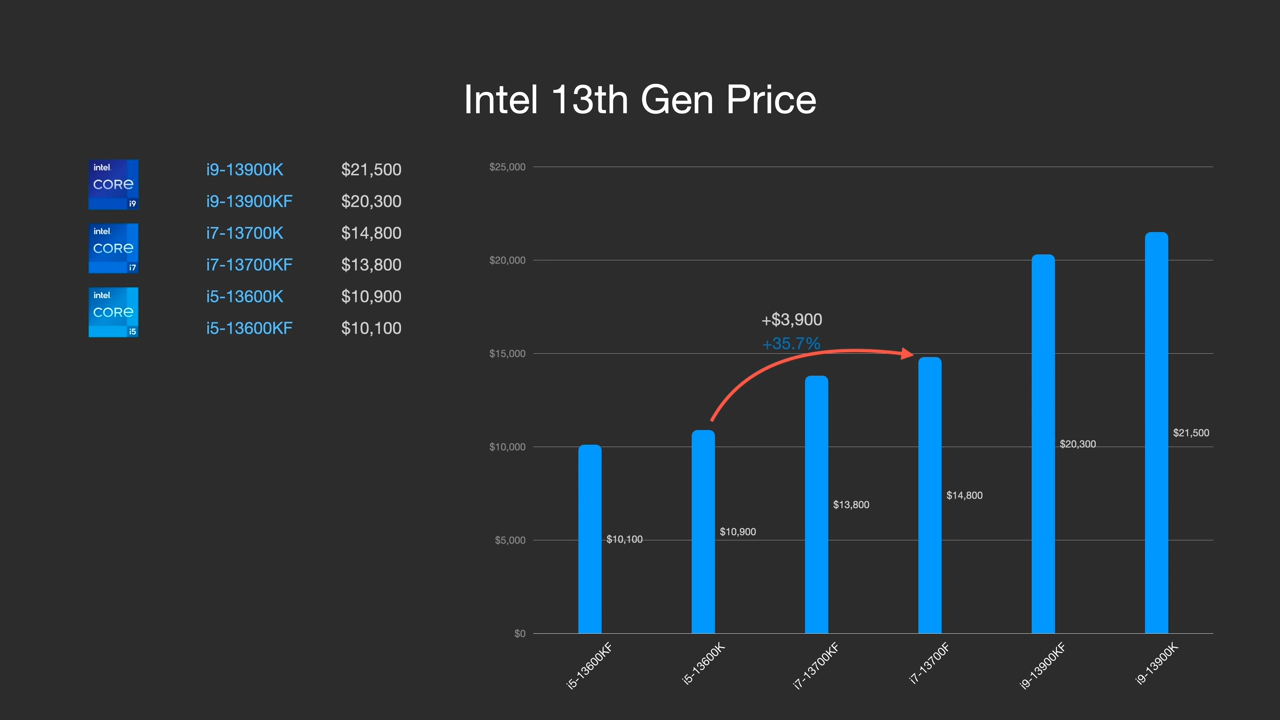 Intel 13th Gen Price
intel
CORE
i9
i9-13900K $21,500
i9-13900KF $20,300
intel
CORE
i7
i7-13700K $14,800
i7-13700KF $13,800
intel
CORE
i5
i5-13600K $10,900
i5-13600KF $10,100
$25,000
$20,000
$15,000
$10,000
$5,000
$0
+$3,900
+35.7%
$10,100
$10,900
$13,800
$14,800
$20,300
$21,500
i5-13600KF
i5-13600K
i7-13700KF
i7-13700F
i9-13900KF
i9-13900K